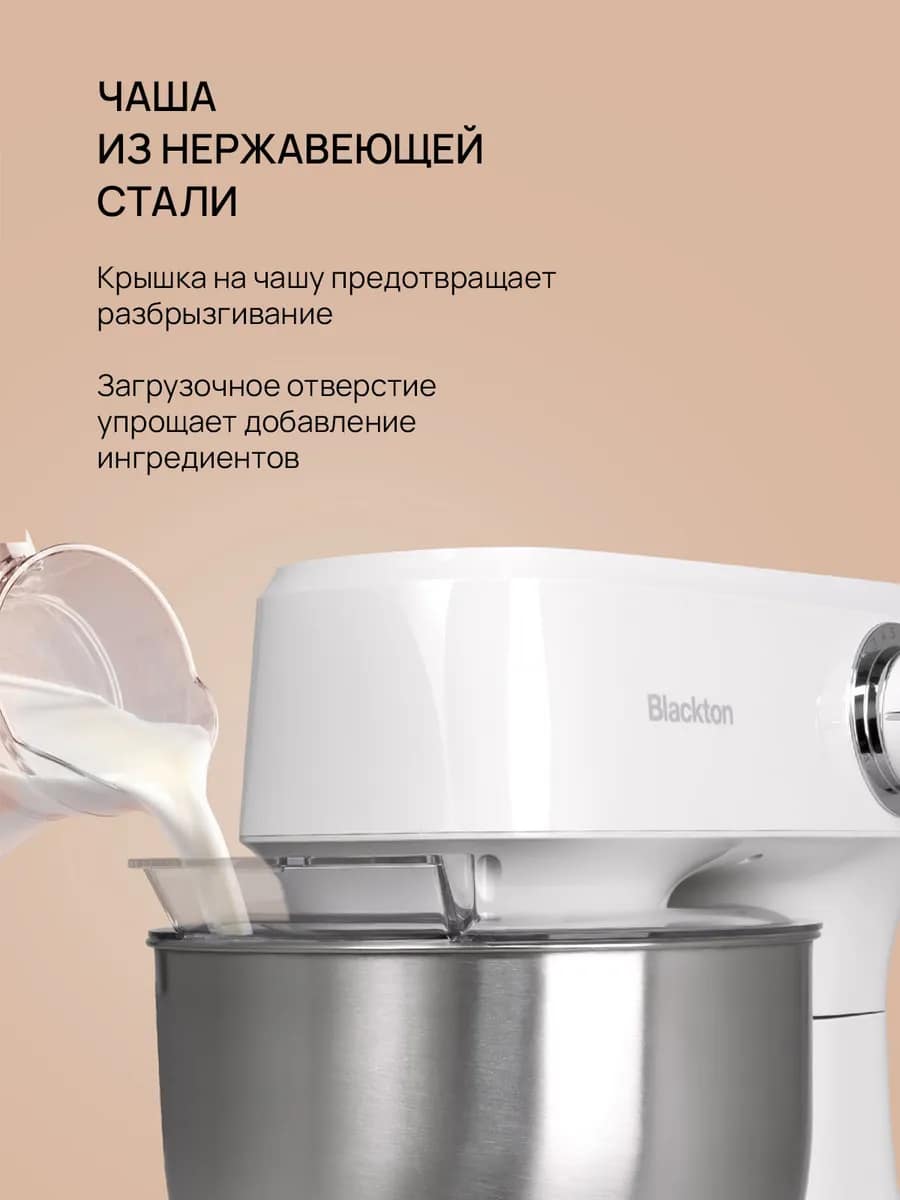 ЧАША
ИЗ НЕРЖАВЕЮЩЕЙ
СТАЛИ
Крышка на чашу предотвращает
разбрызгивание
Загрузочное отверстие
упрощает добавление
ингредиентов
Blackton